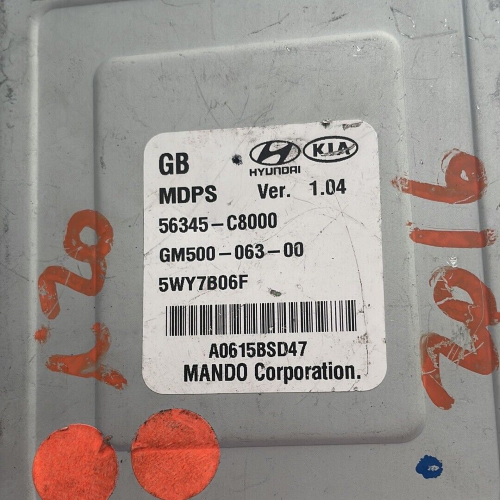 GB
HYUNDAI
KIA
MDPS Ver. 1.04
56345-C8000
GM500-063-00
5WY7B06F
A0615BSD47
MANDO Corporation.
2016